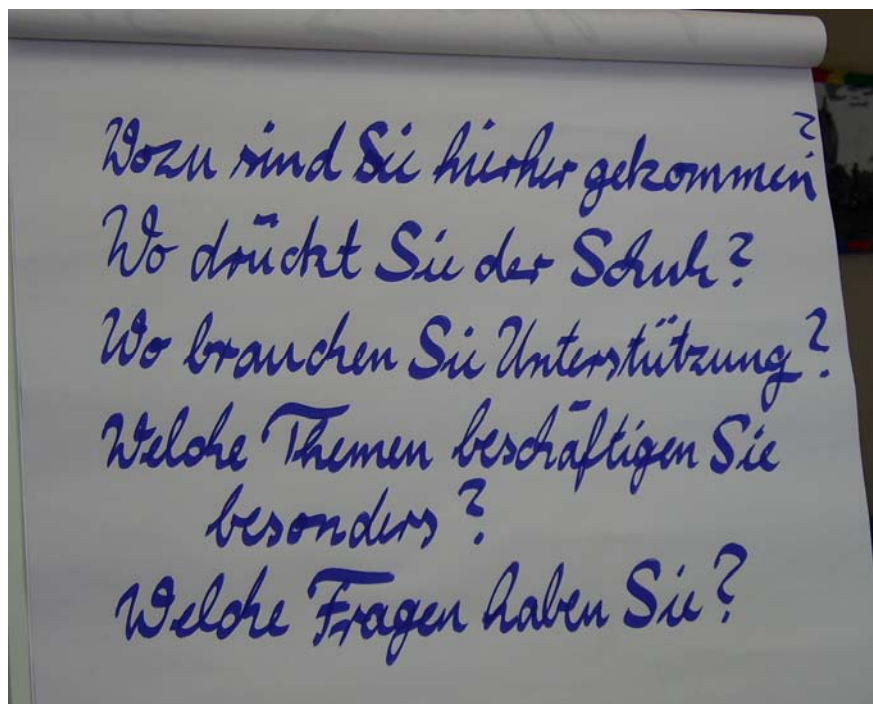 Wozu sind Sie hierher gekommen?
Wo drückt Sie der Schuh?
Wo brauchen Sie Unterstützung?
Welche Themen beschäftigen Sie
besonders?
Welche Fragen haben Sie?